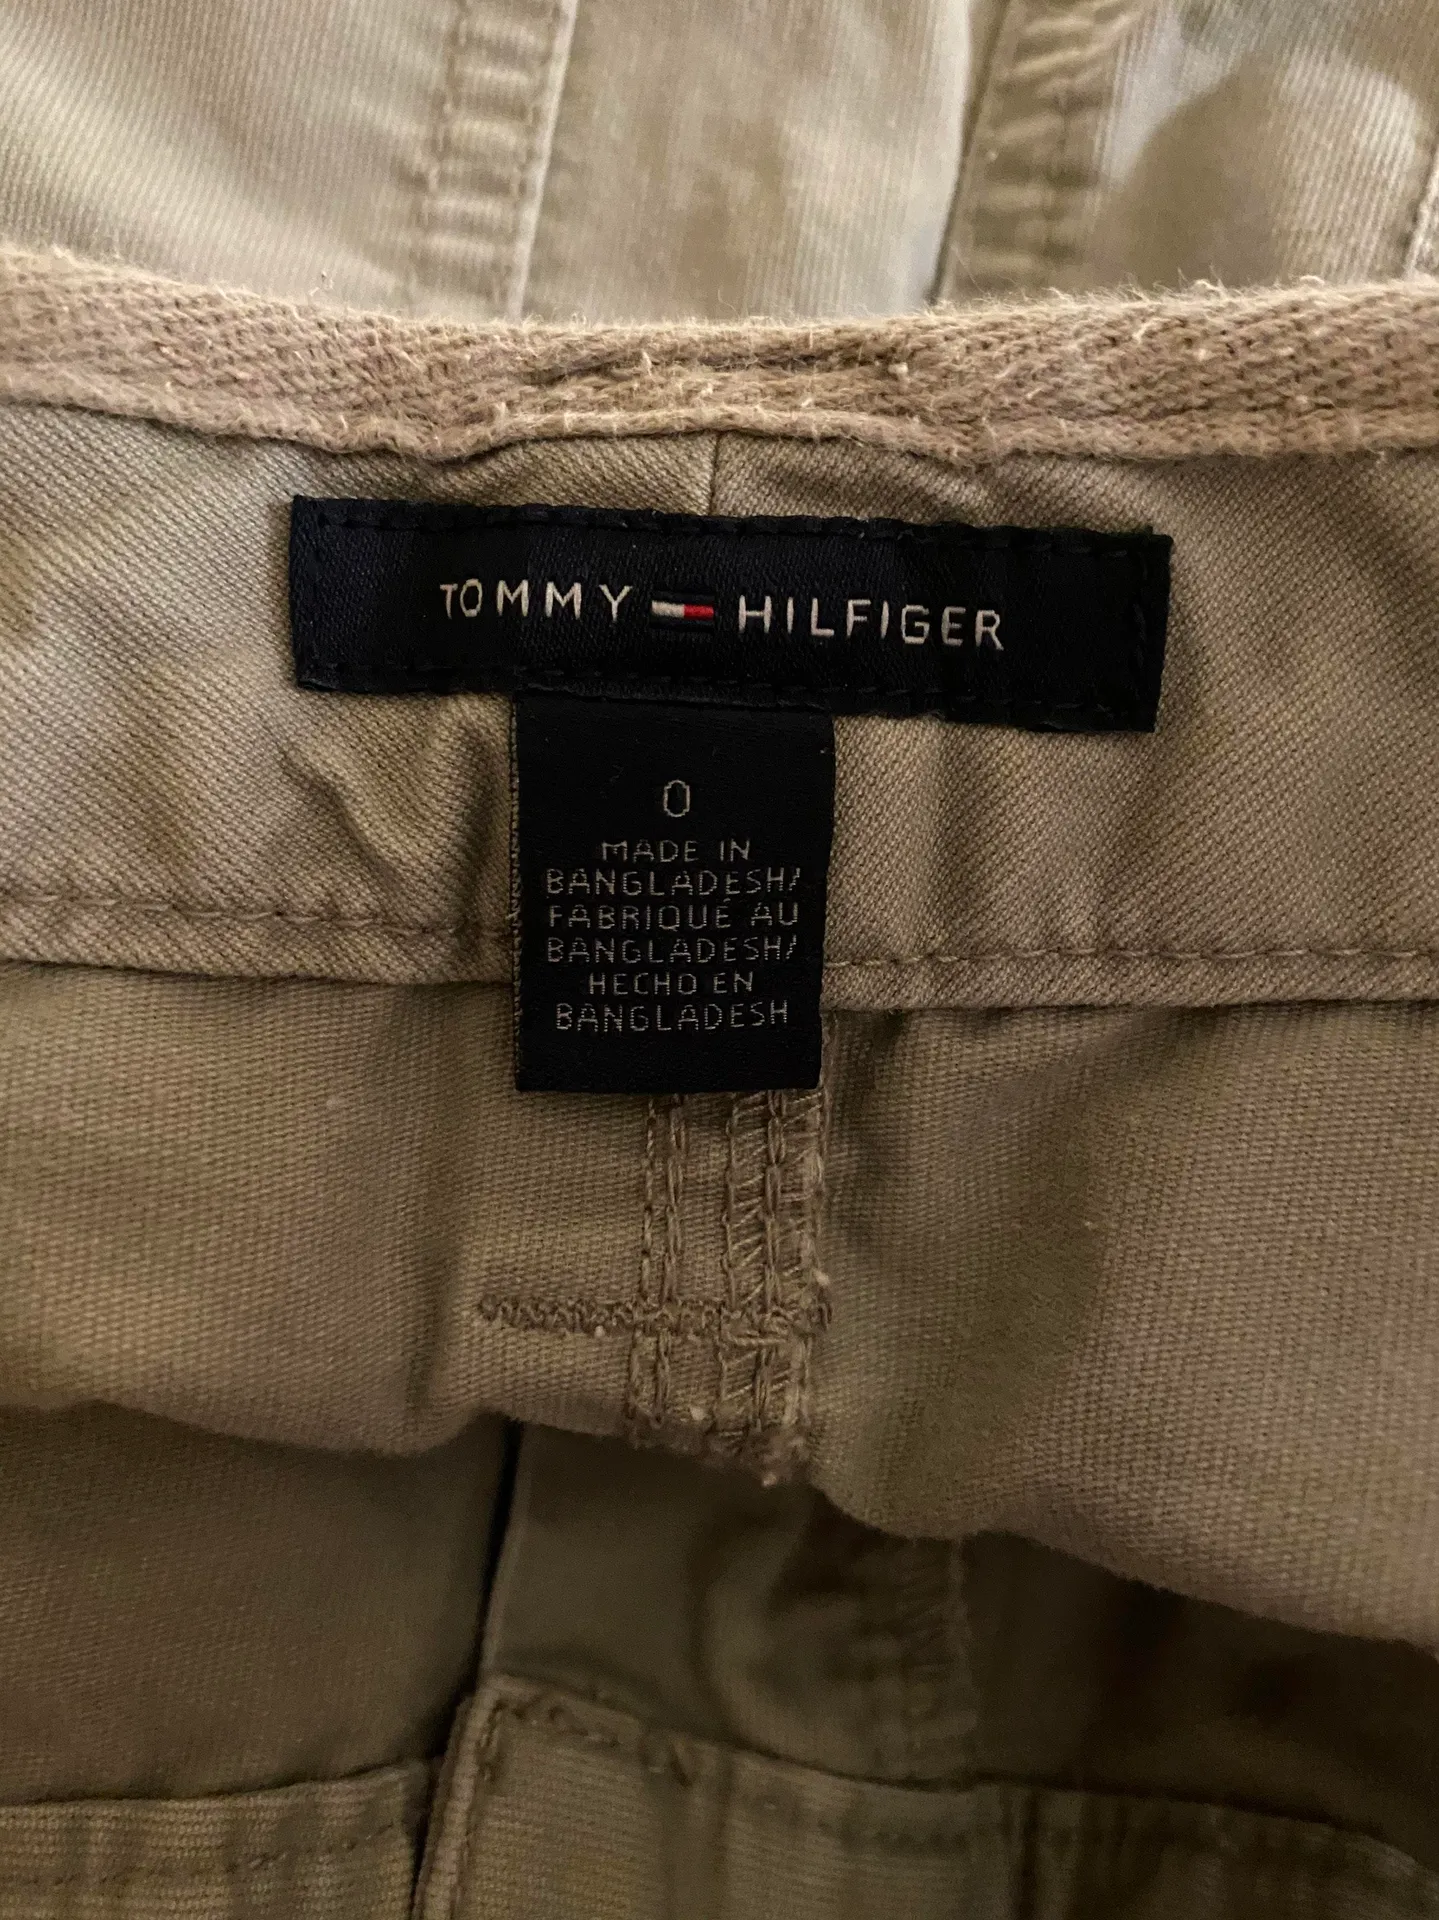 TOMMY HILFIGER
0
MADE IN
BANGLADESH/
FABRIQUÉ AU
BANGLADESH/
HECHO EN
BANGLADESH